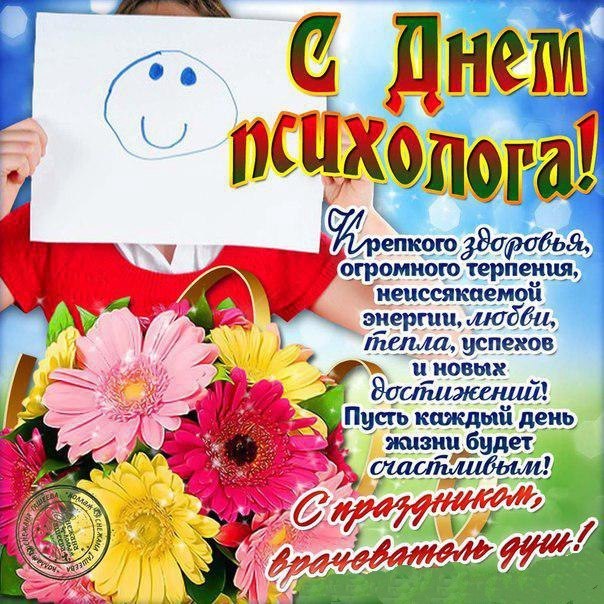 С Днем
психолога!
Крепкого здоровья,
огромного терпения,
неиссякаемой
энергии, любви,
тепла, успехов
и новых
достижений!
Пусть каждый день
жизни будет
счастливым!
С праздником,
врачеватель душ!